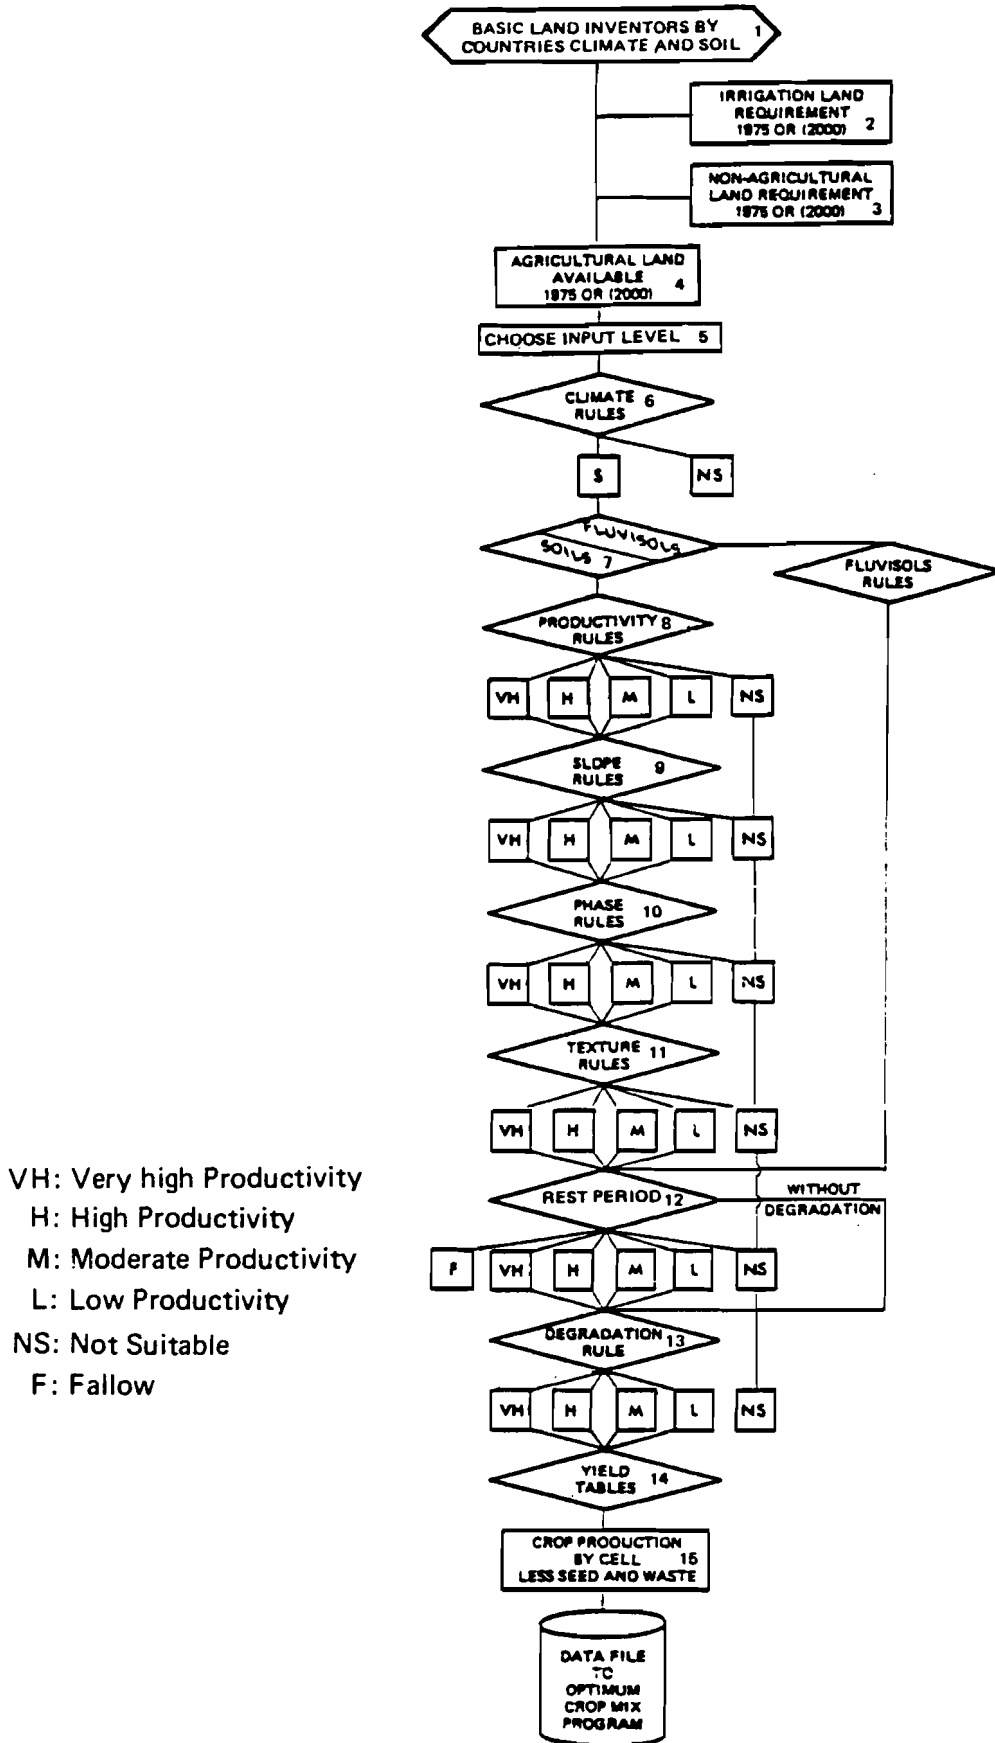 BASIC LAND INVENTORS BY 1
COUNTRIES CLIMATE AND SOIL
IRRIGATION LAND
REQUIREMENT
1975 OR (2000) 2
NON-AGRICULTURAL
LAND REQUIREMENT
1975 OR (2000) 3
AGRICULTURAL LAND
AVAILABLE
1975 OR (2000) 4
CHOOSE INPUT LEVEL 5
CLIMATE 6
RULES
S NS
FLUVISOLS
SOILS 7
FLUVISOLS
RULES
PRODUCTIVITY 8
RULES
VH H M L NS
SLOPE 9
RULES
VH H M L NS
PHASE 10
RULES
VH H M L NS
TEXTURE 11
RULES
VH H M L NS
REST PERIOD 12
WITHOUT
DEGRADATION
F VH H M L NS
DEGRADATION 13
RULE
VH H M L NS
YIELD 14
TABLES
CROP PRODUCTION
BY CELL 15
LESS SEED AND WASTE
DATA FILE
TO
OPTIMUM
CROP MIX
PROGRAM
VH: Very high Productivity
H: High Productivity
M: Moderate Productivity
L: Low Productivity
NS: Not Suitable
F: Fallow